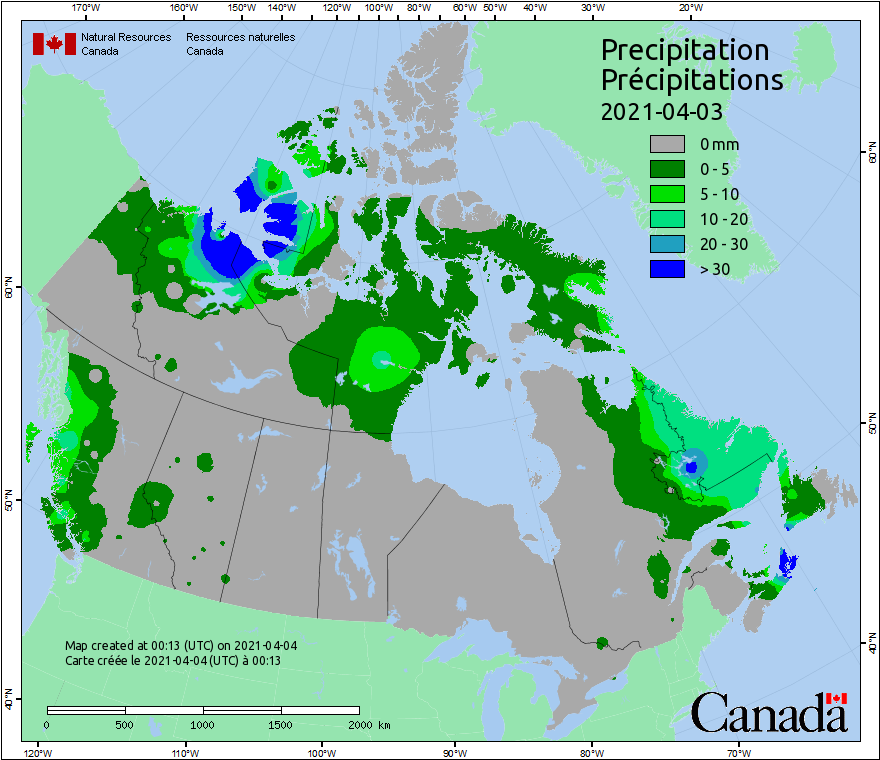 170°W 160°W 150°W 140°W 120°W 100°W 80°W 60°W 50°W 40°W 30°W 20°W
Natural Resources Ressources naturelles
Canada Canada
Precipitation
Précipitations
2021-04-03
0 mm
0 - 5
5 - 10
10 - 20
20 - 30
> 30
60°N
60°N
50°N
50°N
40°N
40°N
Map created at 00:13 (UTC) on 2021-04-04
Carte créée le 2021-04-04 (UTC) à 00:13
0 500 1000 1500 2000 km
Canada
120°W 110°W 100°W 90°W 80°W 70°W